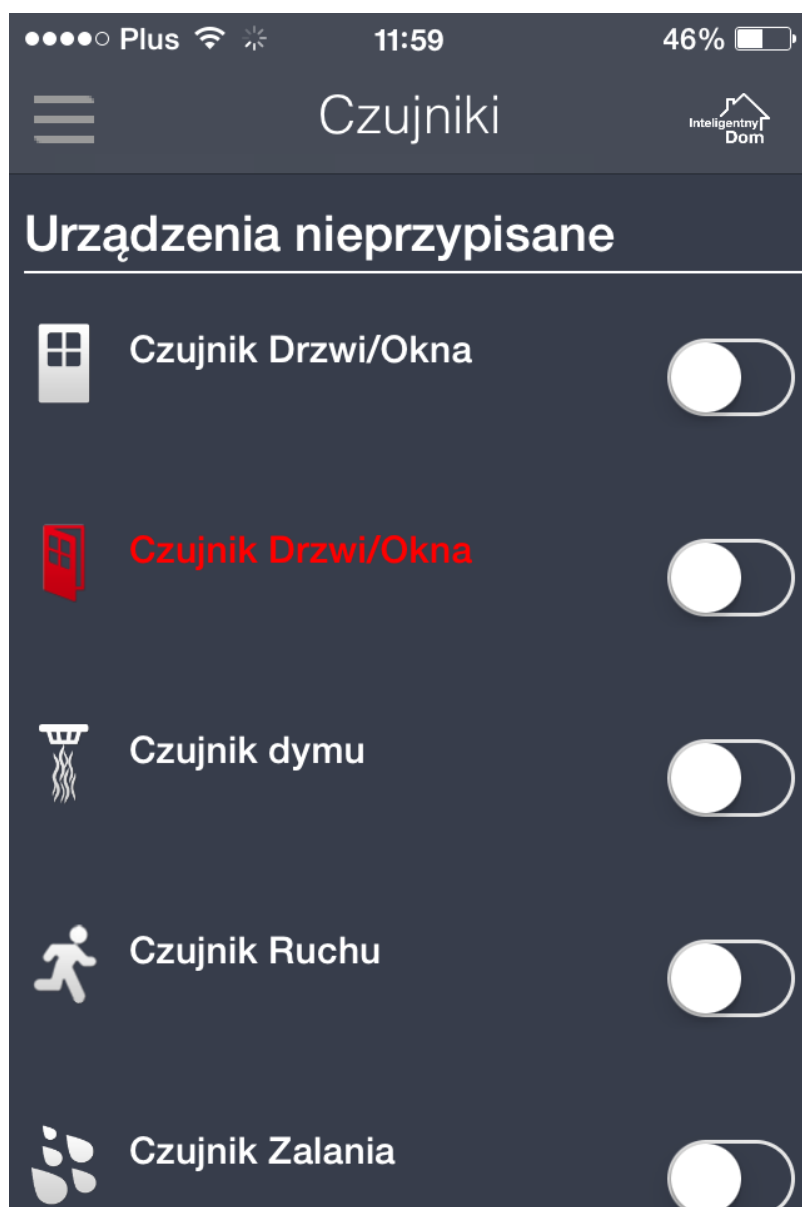 Plus 11:59 46%
Czujniki
Inteligentny
Dom
Urządzenia nieprzypisane
Czujnik Drzwi/Okna
Czujnik Drzwi/Okna
Czujnik dymu
Czujnik Ruchu
Czujnik Zalania